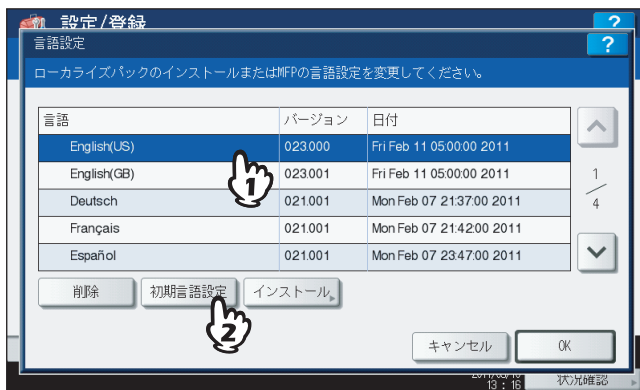 設定/登録 ?
言語設定 ?
ローカライズパックのインストールまたはMFPの言語設定を変更してください。
言語 バージョン 日付
English(US) 023.000 Fri Feb 11 05:00:00 2011
English(GB) 023.001 Fri Feb 11 05:00:00 2011
Deutsch 021.001 Mon Feb 07 21:37:00 2011
Français 021.001 Mon Feb 07 21:42:00 2011
Español 021.001 Mon Feb 07 23:47:00 2011
1
4
1
削除 初期言語設定 インストール
2
キャンセル OK
13 : 16 状況確認